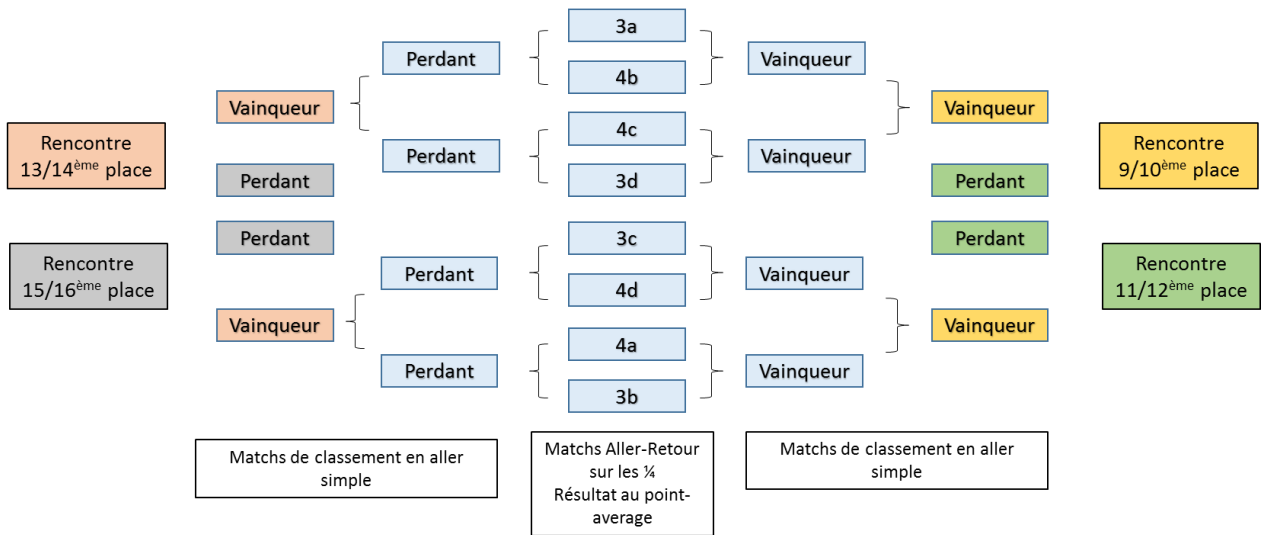 3a
Perdant
Vainqueur
4b
Vainqueur
Vainqueur
4c
Rencontre
13/14ème place
Rencontre
9/10ème place
Perdant
Vainqueur
3d
Perdant
Perdant
Perdant
3c
Perdant
Rencontre
15/16ème place
Perdant
Vainqueur
Rencontre
11/12ème place
4d
Vainqueur
Vainqueur
4a
Perdant
Vainqueur
3b
Matchs de classement en aller
simple
Matchs Aller-Retour
sur les ¼
Résultat au point-
average
Matchs de classement en aller
simple